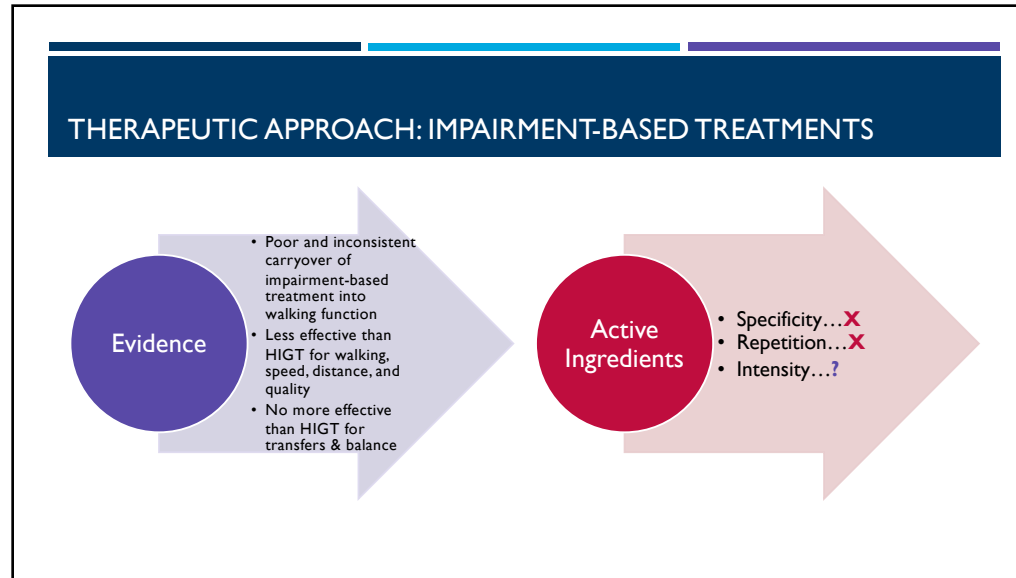 THERAPEUTIC APPROACH: IMPAIRMENT-BASED TREATMENTS
Evidence
• Poor and inconsistent
carryover of
impairment-based
treatment into
walking function
• Less effective than
HIGT for walking,
speed, distance, and
quality
• No more effective
than HIGT for
transfers & balance
Active
Ingredients
• Specificity...X
• Repetition...X
• Intensity...?